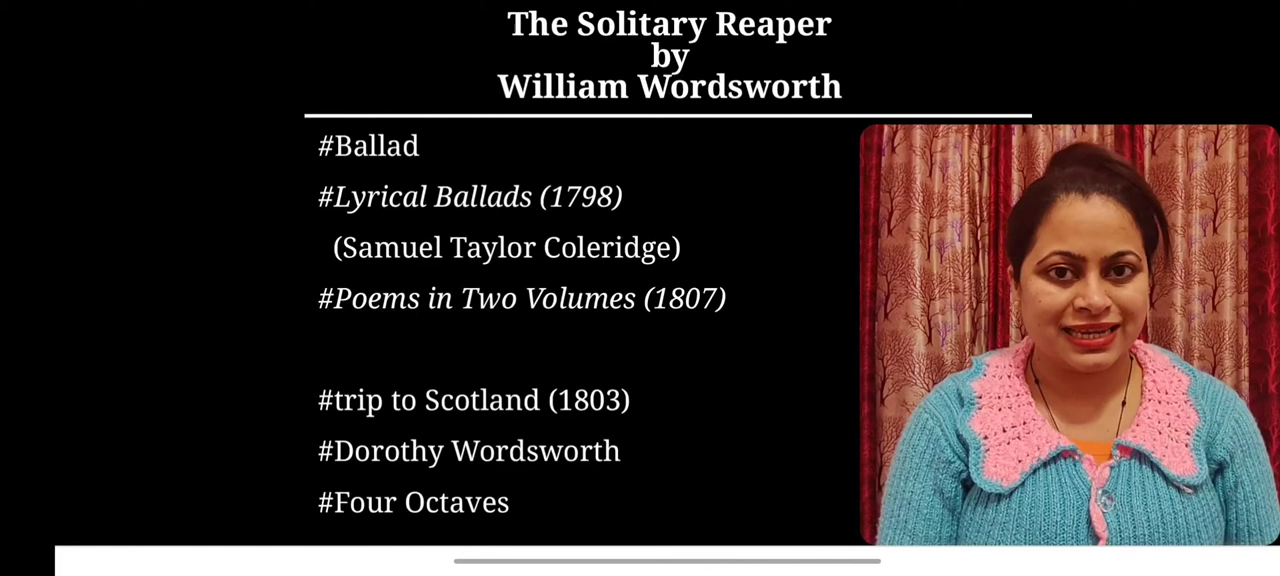 The Solitary Reaper
by
William Wordsworth
#Ballad
#Lyrical Ballads (1798)
(Samuel Taylor Coleridge)
#Poems in Two Volumes (1807)
#trip to Scotland (1803)
#Dorothy Wordsworth
#Four Octaves